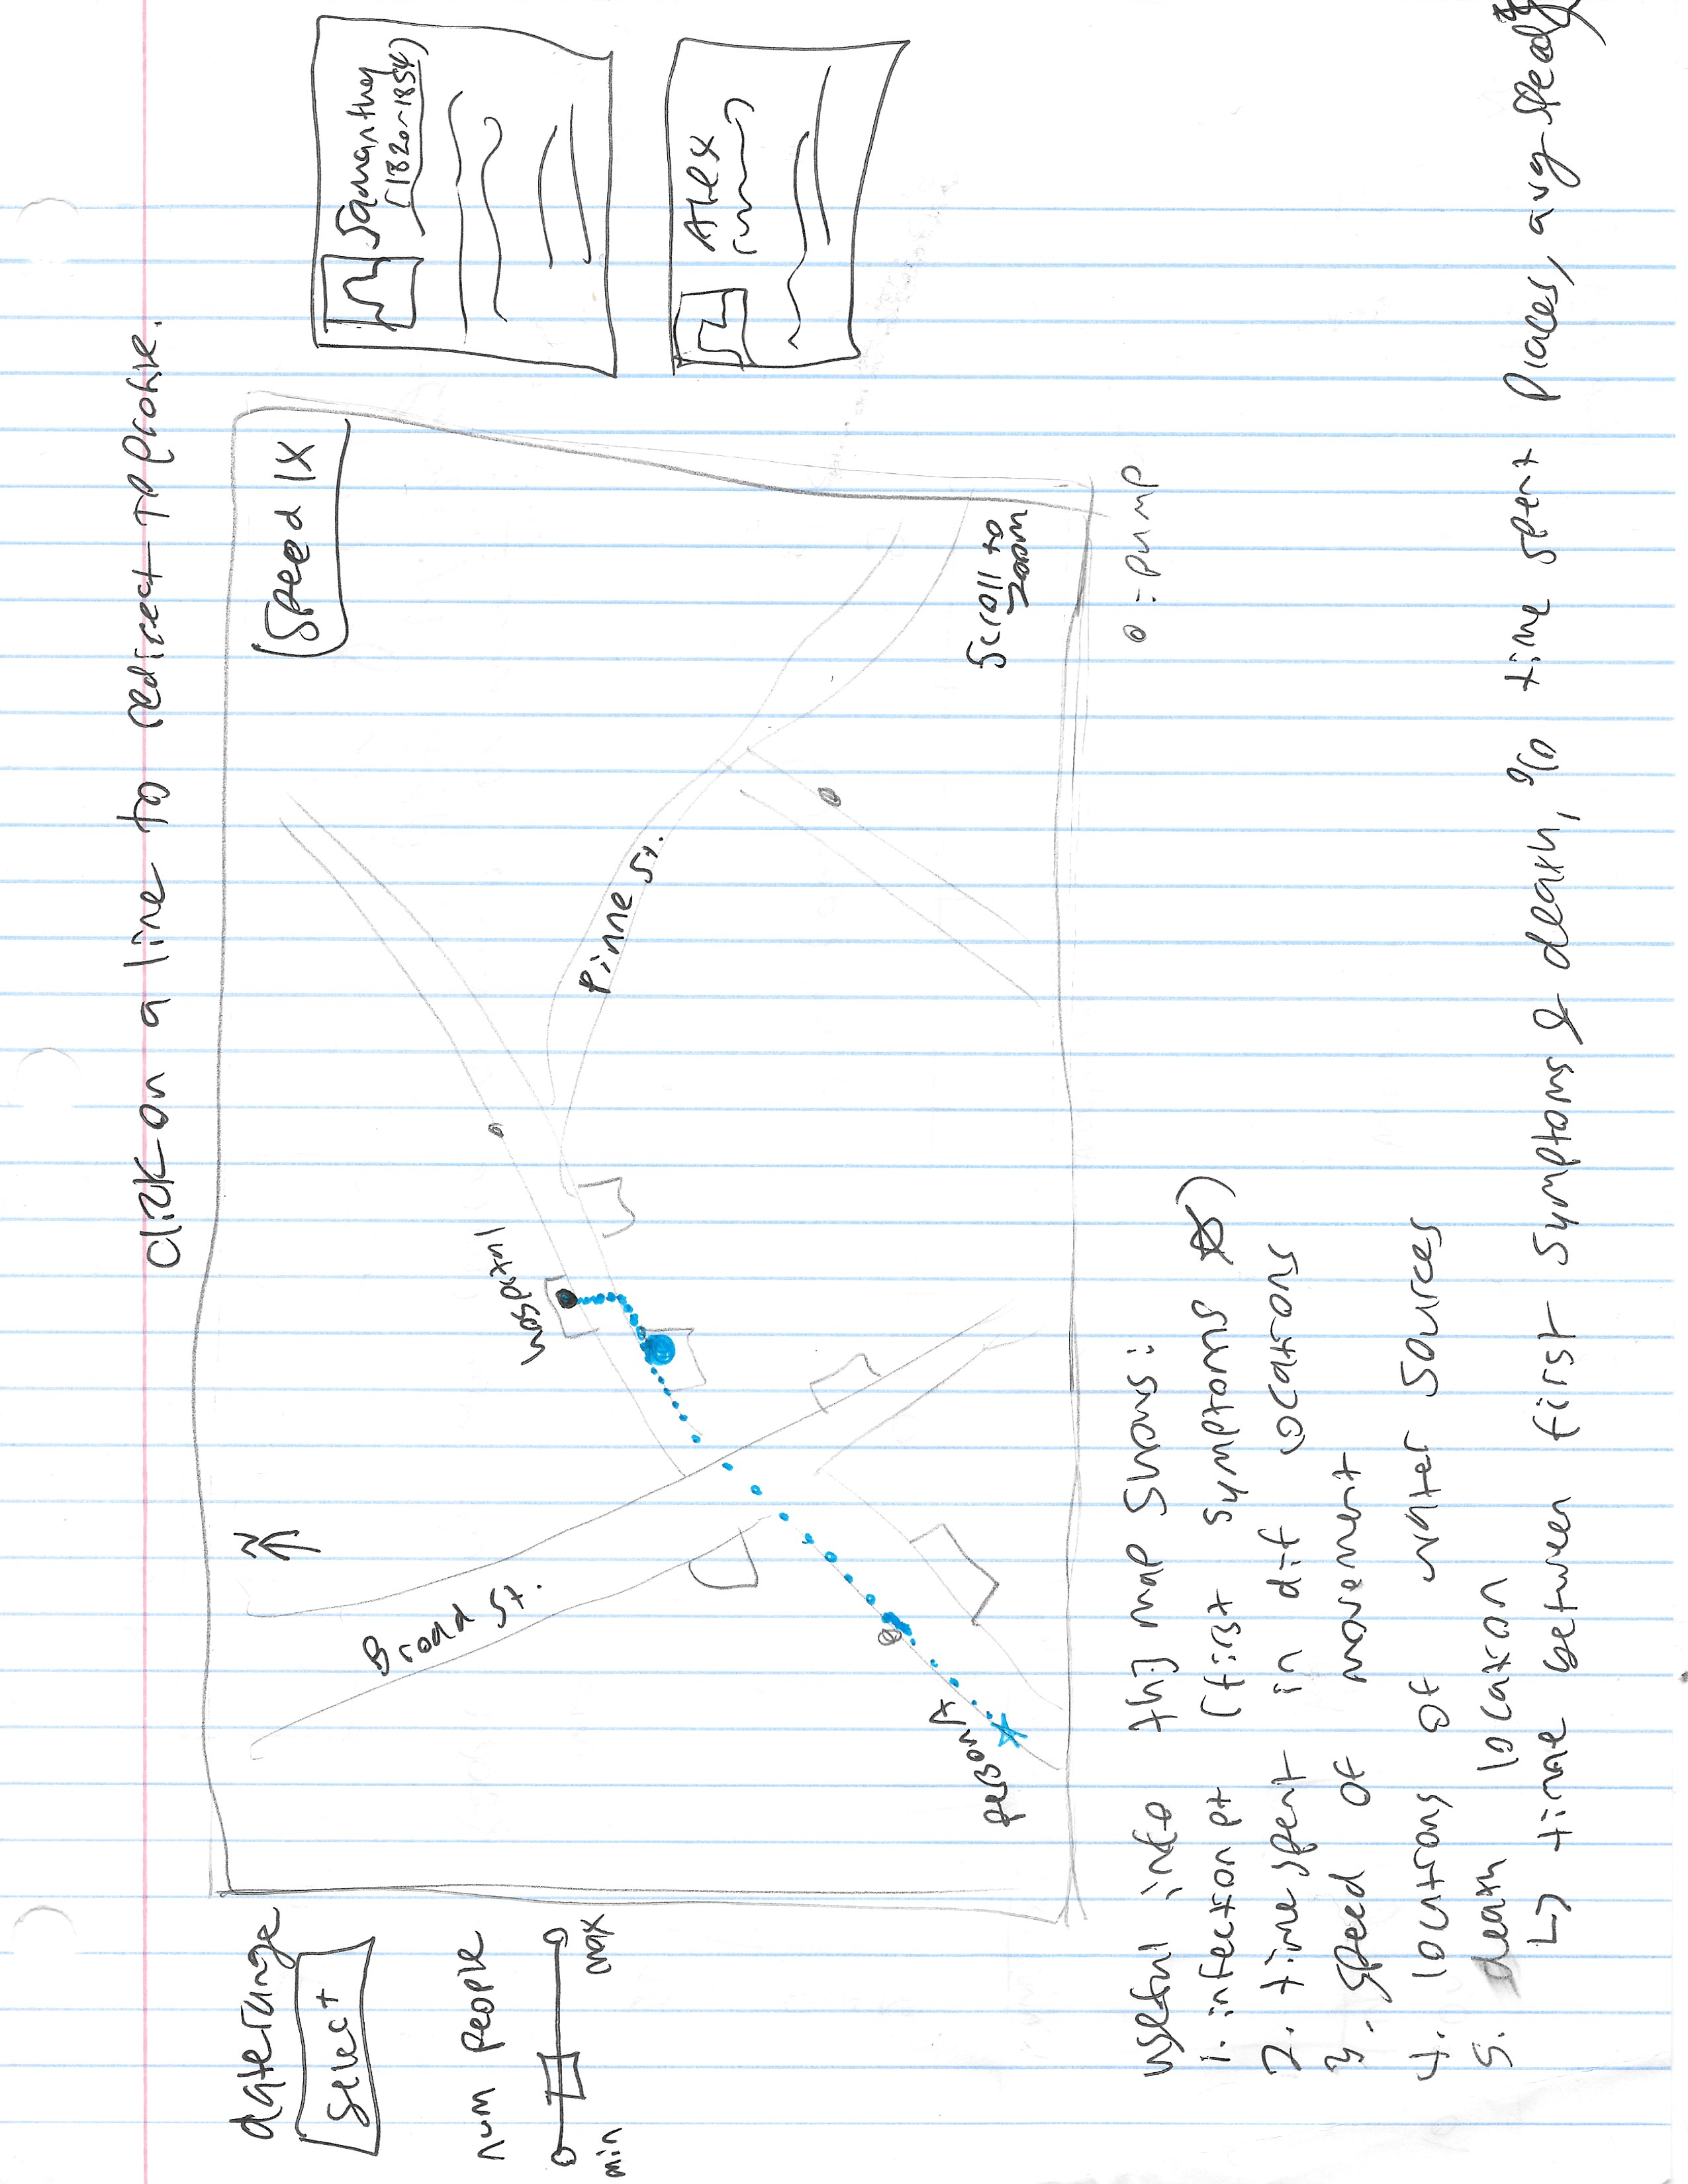 Click on a line to redirect to profile.
daterange
Select
num people
min
max
N
Speed 1X
Broad St.
hospital
Pinne St.
person A
Scroll to
zoom
o = pump
Samantha
(1820-1854)
Alex
useful info this map shows:
1. infection pt (first symptoms ☆)
2. time spent in dif locations
3. speed of movement
4. locations of water sources
5. death location
↳ time between first symptoms & death, % time spent places, avg speed